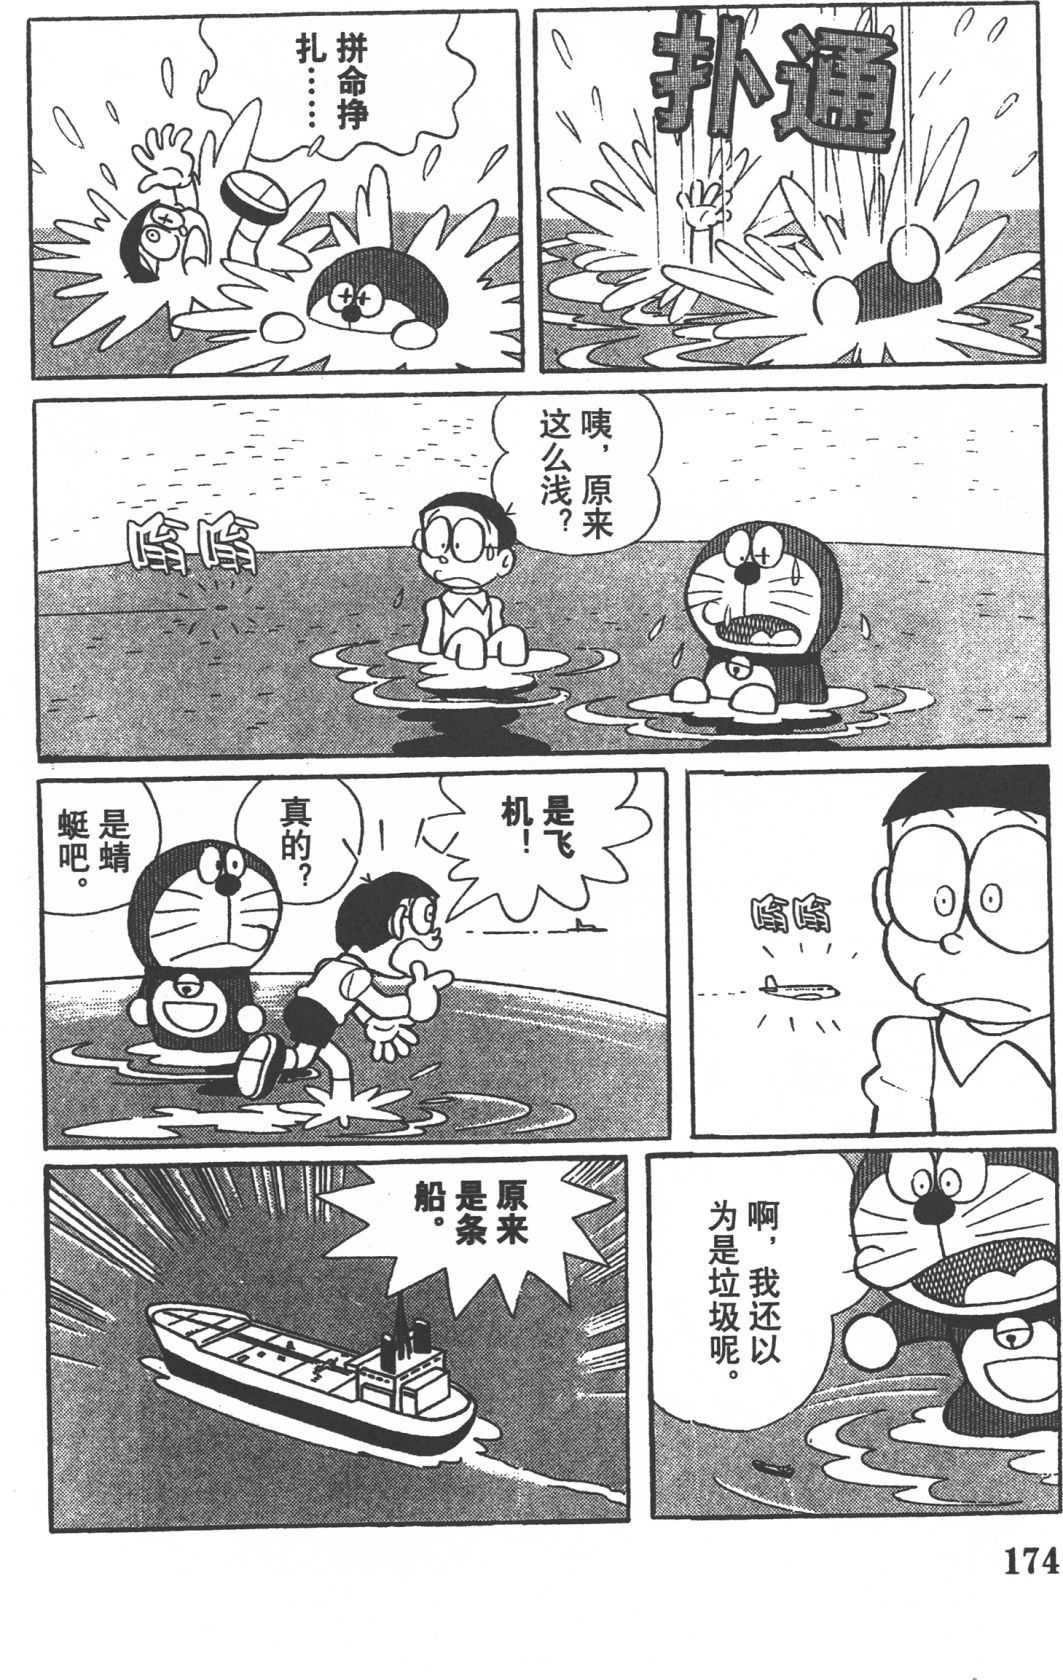 扑通
拼命挣
扎……
咦，原来
这么浅？
嗡嗡
嗡嗡
是飞
机！
真的？
是蜻
蜓吧。
啊，我还以
为是垃圾呢。
原来
是条
船。
174